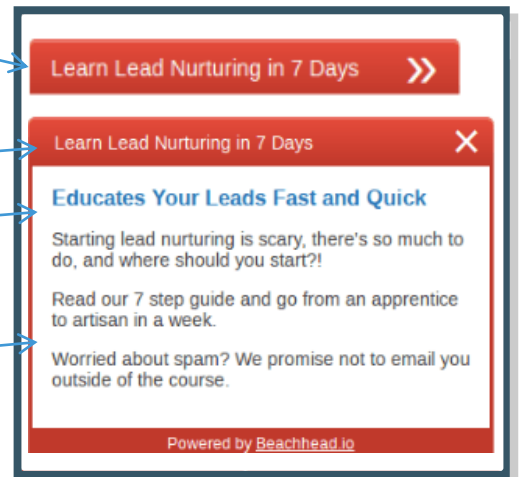 Learn Lead Nurturing in 7 Days »
Learn Lead Nurturing in 7 Days ×
Educates Your Leads Fast and Quick
Starting lead nurturing is scary, there's so much to
do, and where should you start?!
Read our 7 step guide and go from an apprentice
to artisan in a week.
Worried about spam? We promise not to email you
outside of the course.
Powered by Beachhead.io